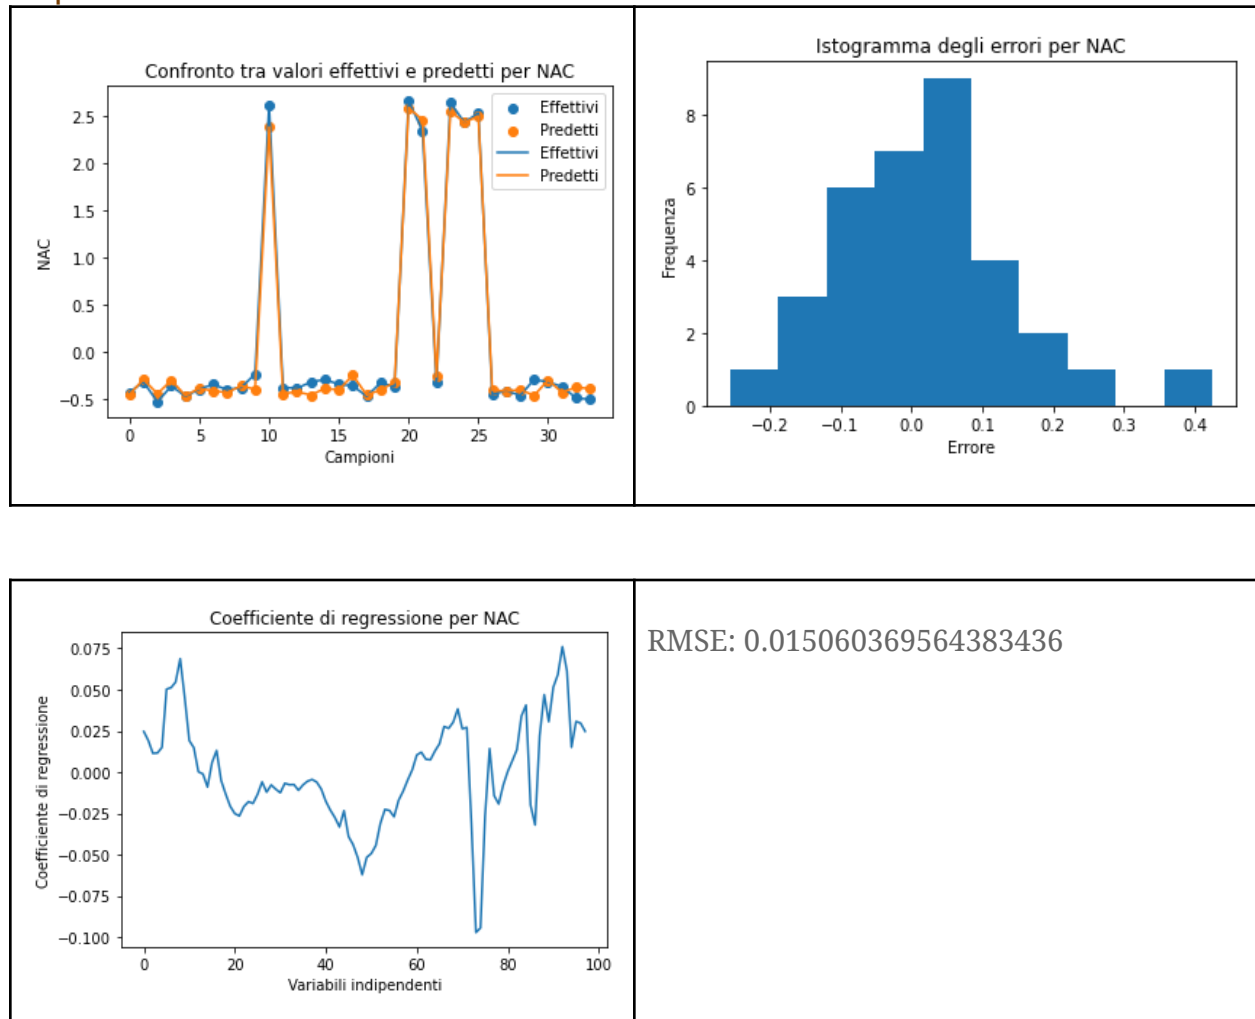 Confronto tra valori effettivi e predetti per NAC
Effettivi
Predetti
Effettivi
Predetti
2.5
2.0
1.5
1.0
0.5
0.0
−0.5
NAC
0
5
10
15
20
25
30
Campioni
Istogramma degli errori per NAC
8
6
4
2
0
Frequenza
−0.2
−0.1
0.0
0.1
0.2
0.3
0.4
Errore
Coefficiente di regressione per NAC
0.075
0.050
0.025
0.000
−0.025
−0.050
−0.075
−0.100
Coefficiente di regressione
0
20
40
60
80
100
Variabili indipendenti
RMSE: 0.015060369564383436